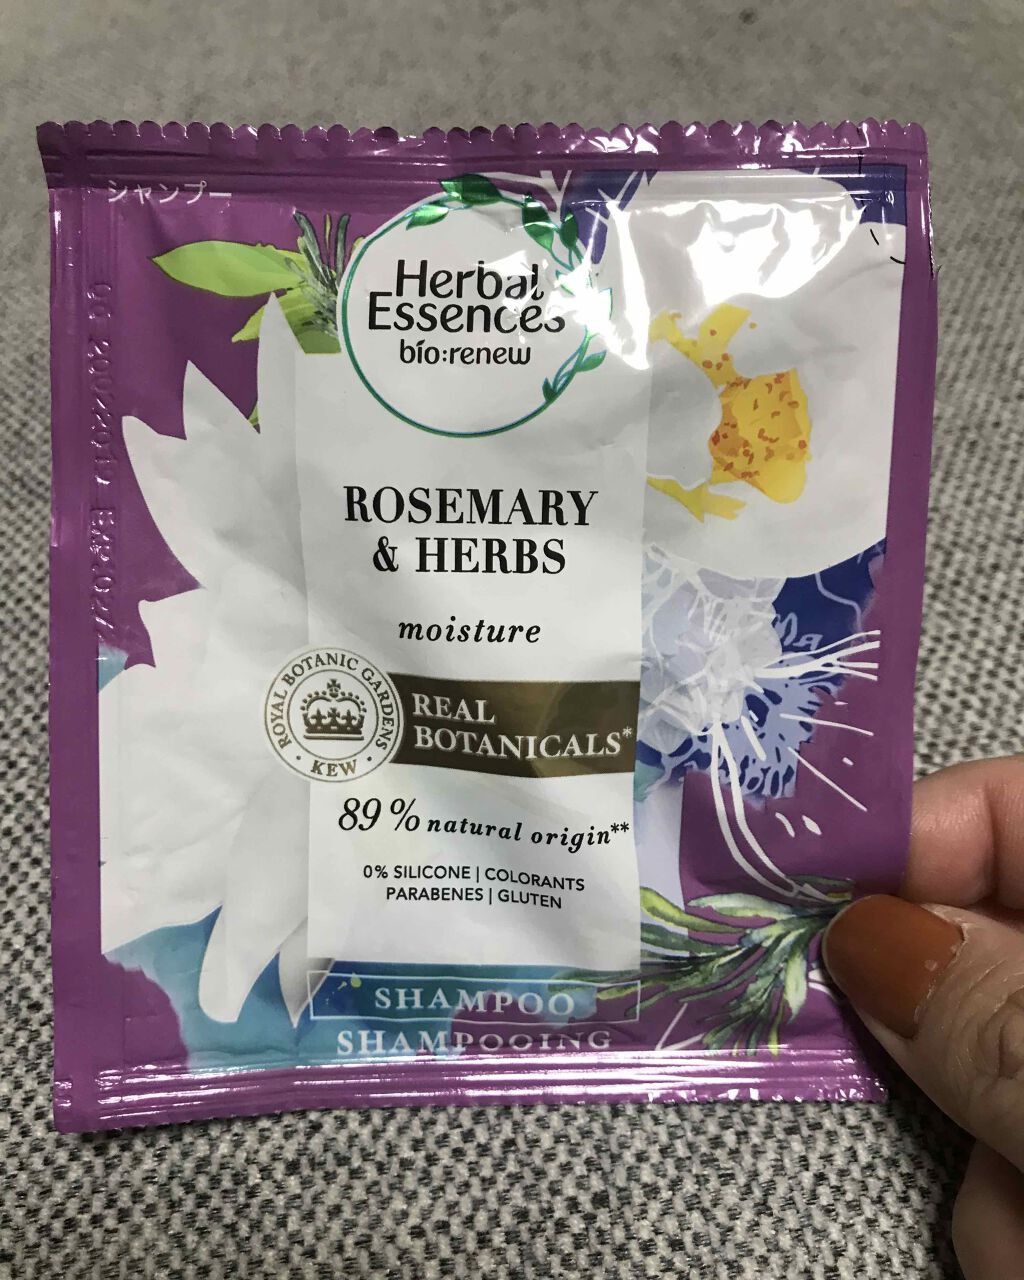 シャンプー
Herbal
Essences
bío:renew
ROSEMARY
& HERBS
moisture
ROYAL BOTANIC GARDENS
• KEW •
REAL
BOTANICALS*
89 % natural origin**
0% SILICONE | COLORANTS
PARABENES | GLUTEN
SHAMPOO
SHAMPOOING